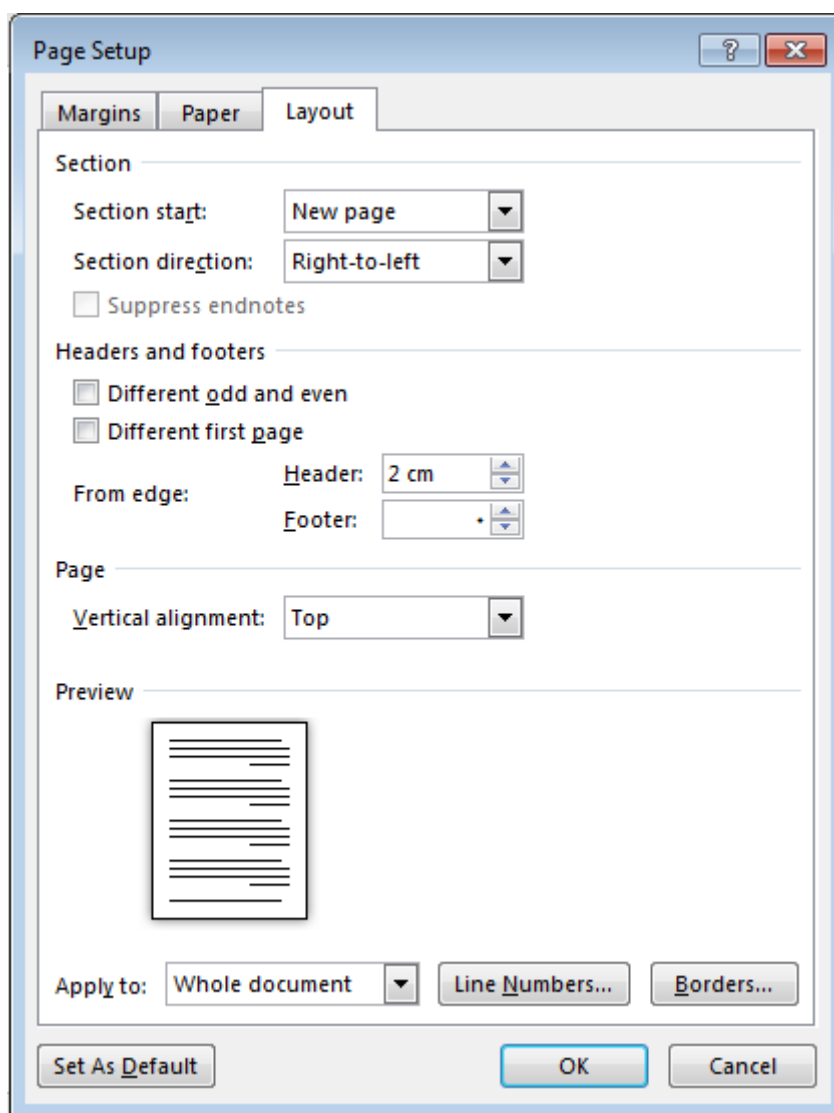 Page Setup
Margins Paper Layout
Section
Section start: New page
Section direction: Right-to-left
Suppress endnotes
Headers and footers
Different odd and even
Different first page
Header: 2 cm
From edge:
Footer: ٠
Page
Vertical alignment: Top
Preview
Apply to: Whole document Line Numbers... Borders...
Set As Default OK Cancel